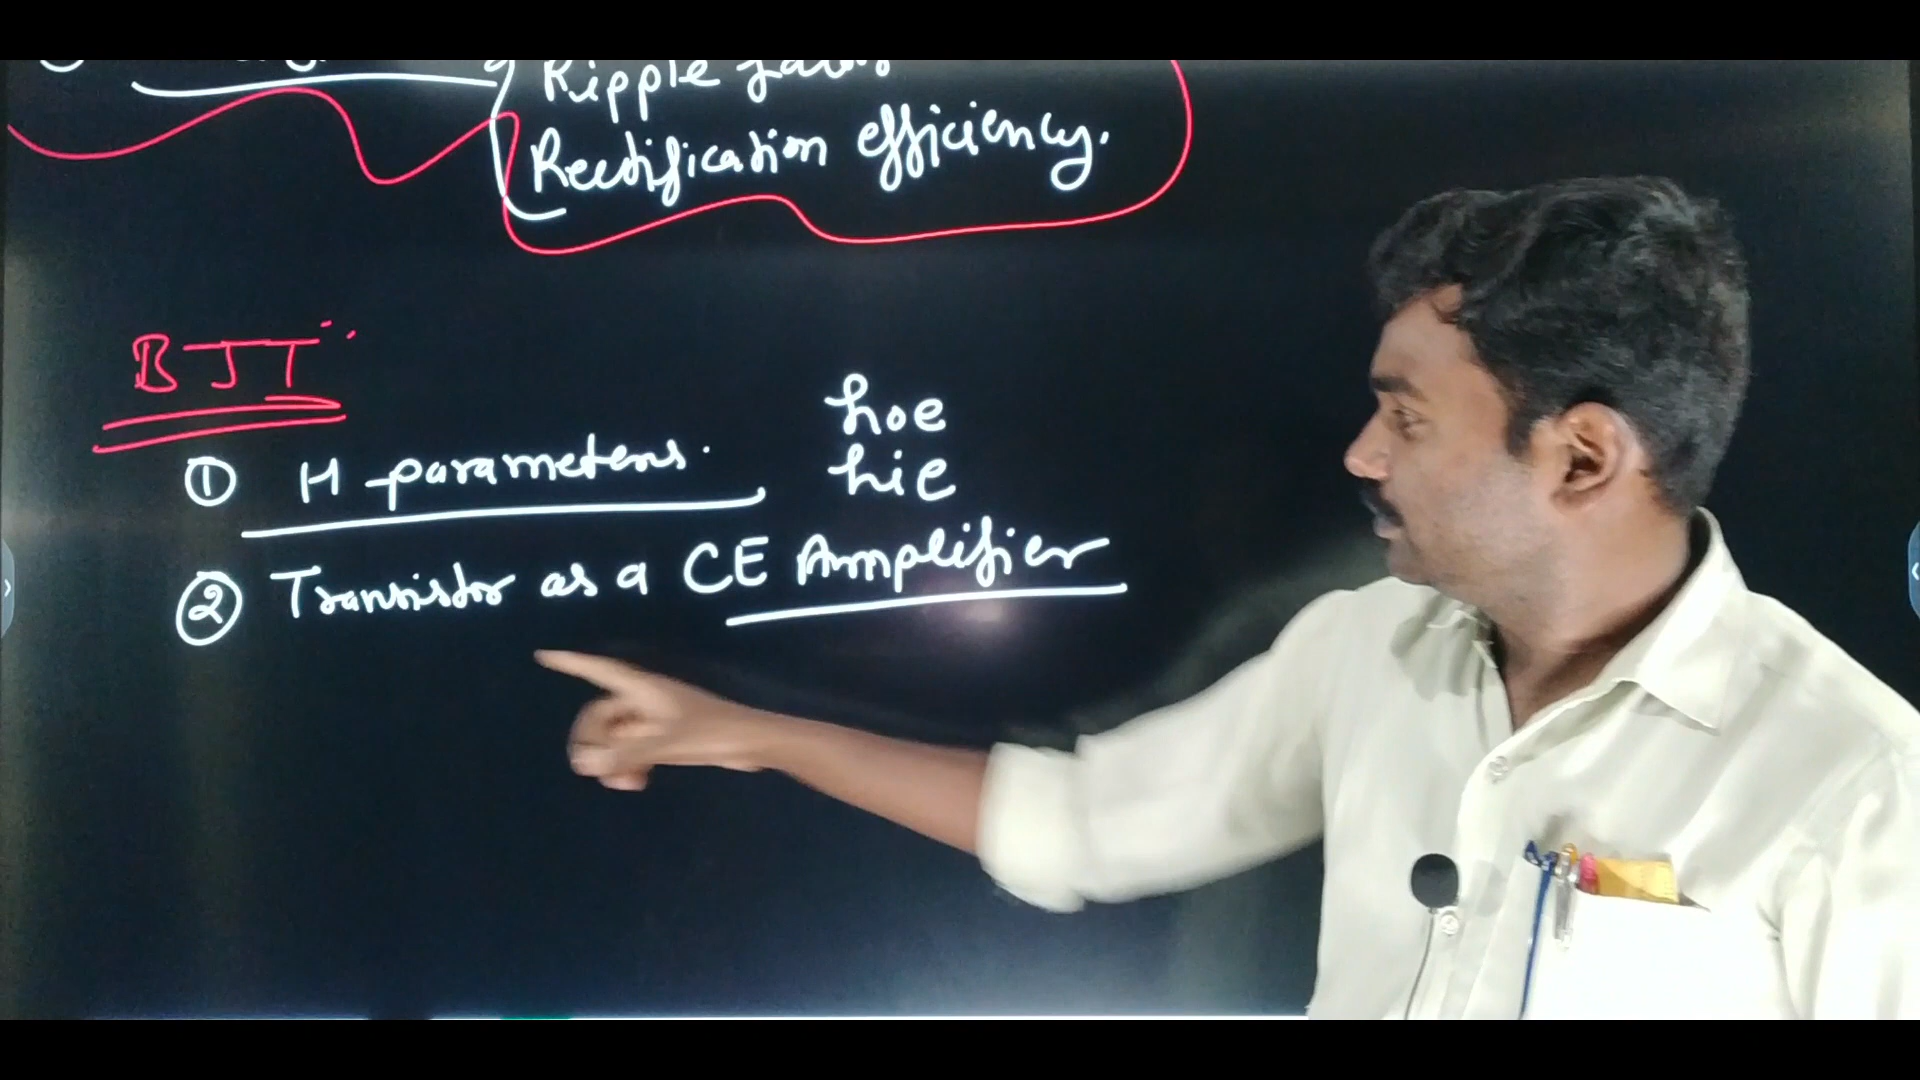 Ripple
Rectification efficiency.
BJT:
① H-parameters.
hoe
hie
② Transistor as a CE Amplifier